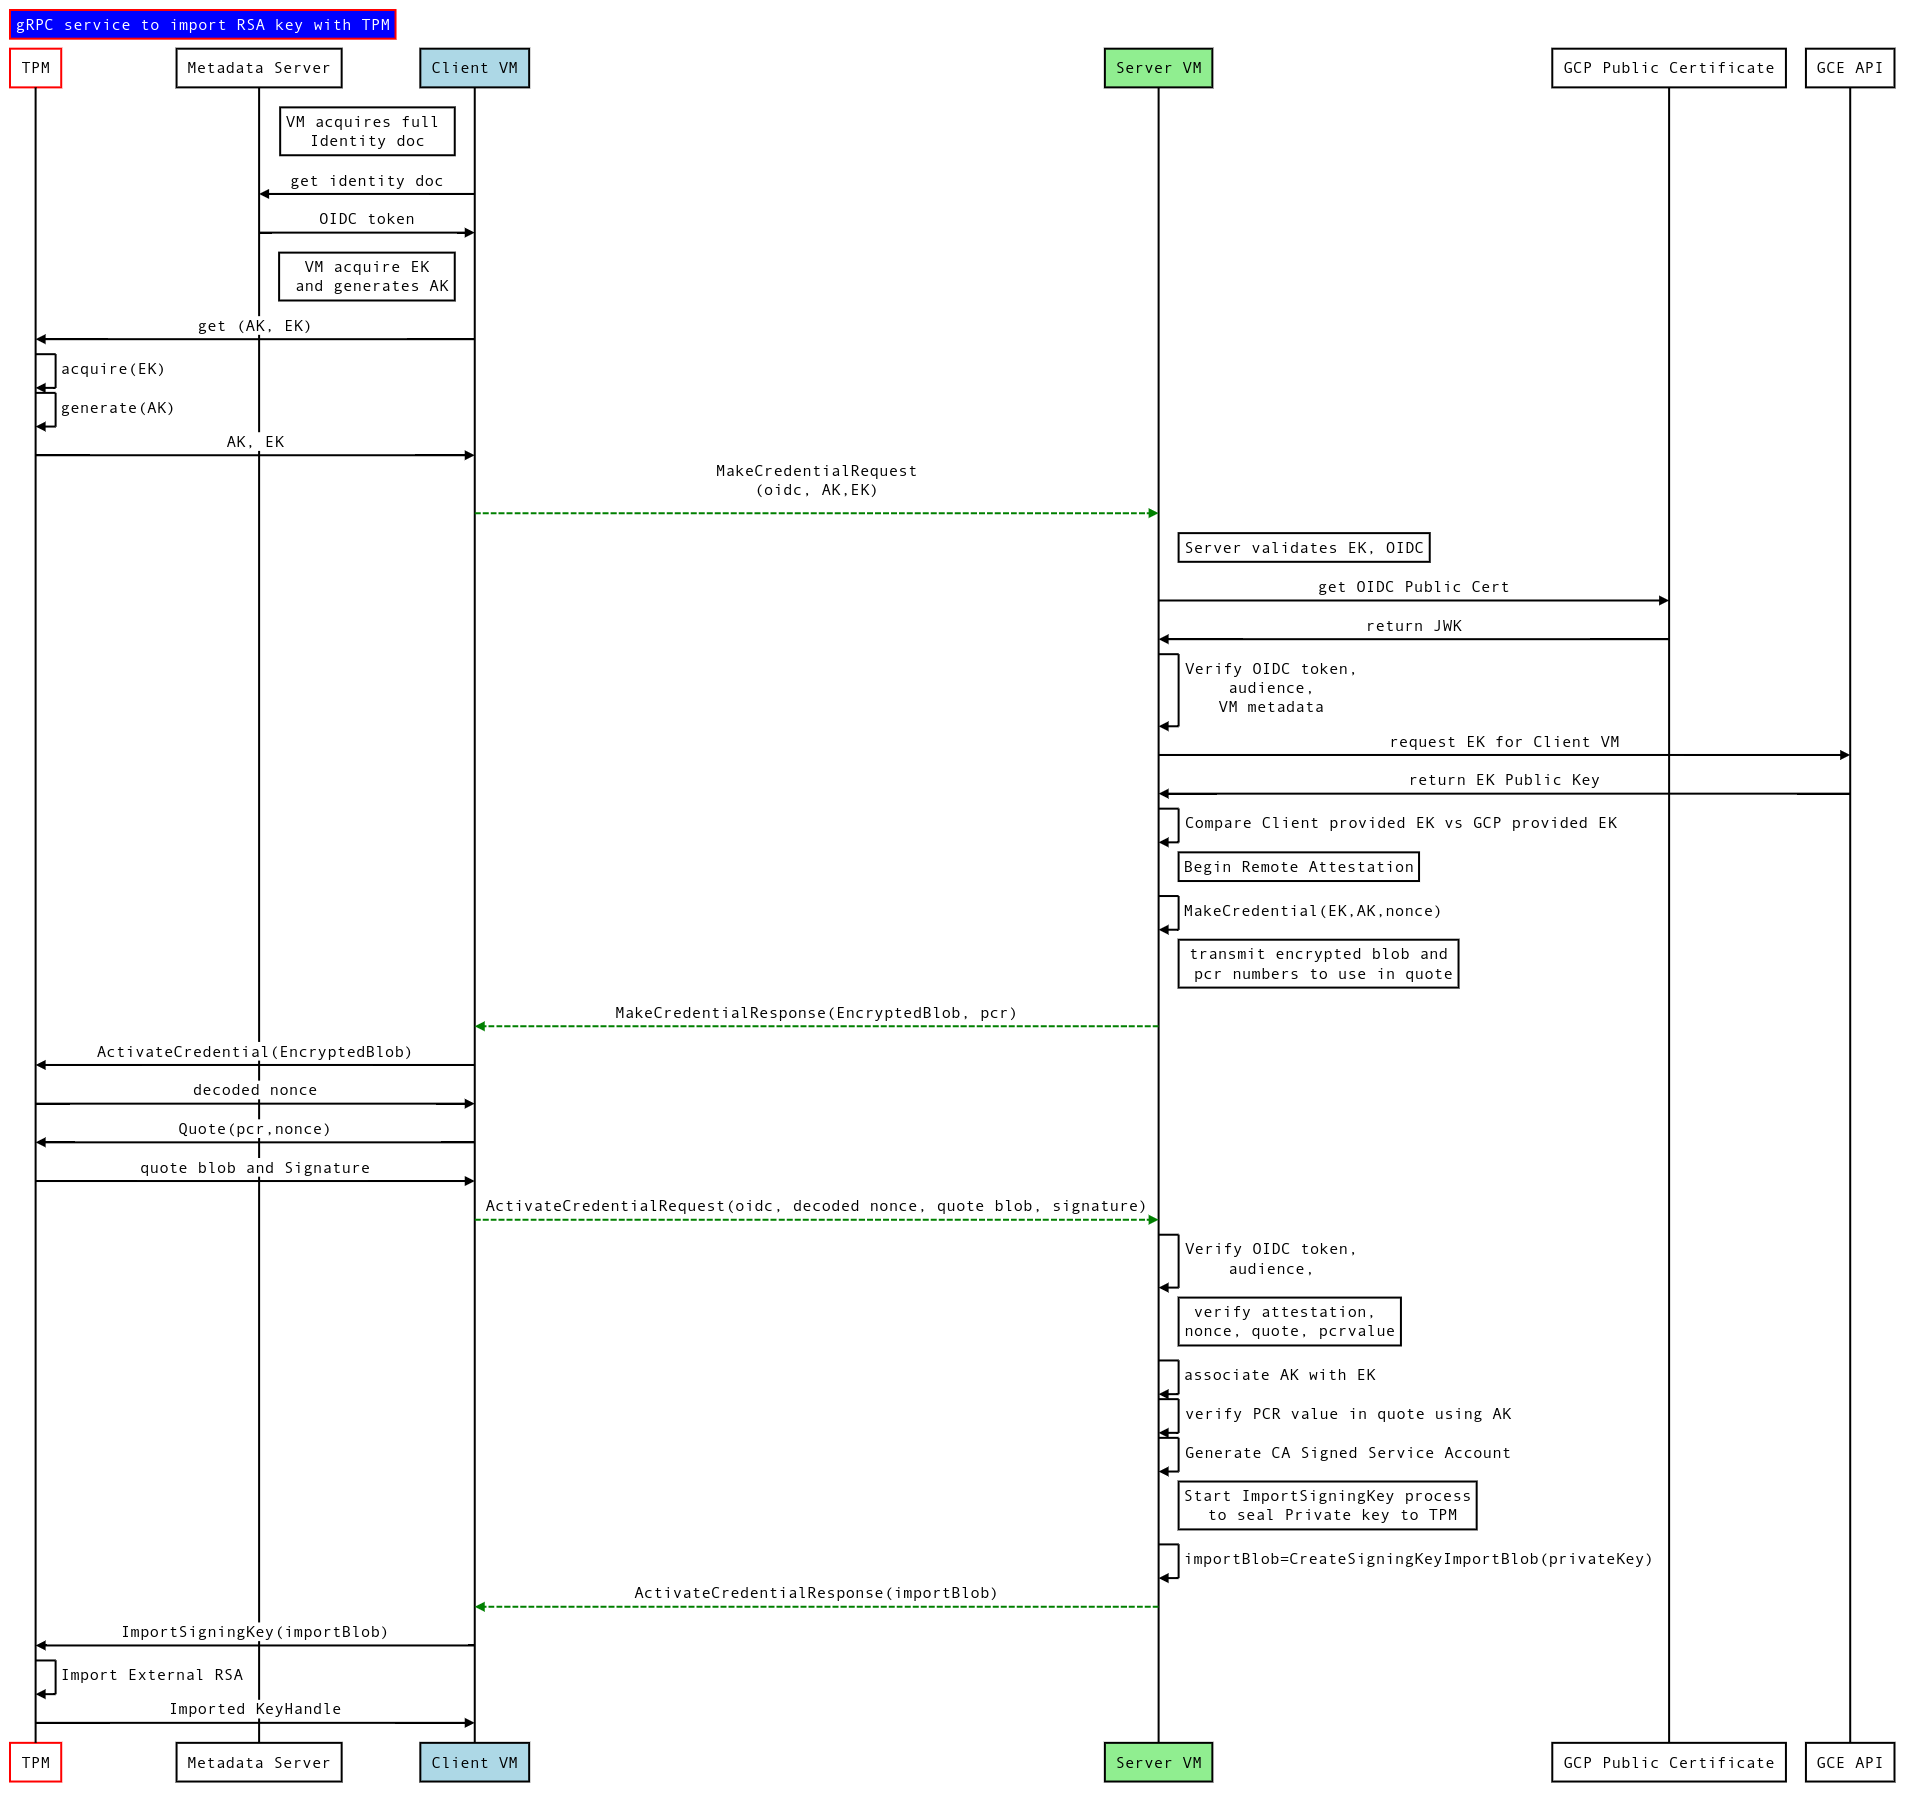 gRPC service to import RSA key with TPM
TPM
Metadata Server
Client VM
Server VM
GCP Public Certificate
GCE API
VM acquires full
Identity doc
get identity doc
OIDC token
VM acquire EK
and generates AK
get (AK, EK)
acquire(EK)
generate(AK)
AK, EK
MakeCredentialRequest
(oidc, AK,EK)
Server validates EK, OIDC
get OIDC Public Cert
return JWK
Verify OIDC token,
audience,
VM metadata
request EK for Client VM
return EK Public Key
Compare Client provided EK vs GCP provided EK
Begin Remote Attestation
MakeCredential(EK,AK,nonce)
transmit encrypted blob and
pcr numbers to use in quote
MakeCredentialResponse(EncryptedBlob, pcr)
ActivateCredential(EncryptedBlob)
decoded nonce
Quote(pcr,nonce)
quote blob and Signature
ActivateCredentialRequest(oidc, decoded nonce, quote blob, signature)
Verify OIDC token,
audience,
verify attestation,
nonce, quote, pcrvalue
associate AK with EK
verify PCR value in quote using AK
Generate CA Signed Service Account
Start ImportSigningKey process
to seal Private key to TPM
importBlob=CreateSigningKeyImportBlob(privateKey)
ActivateCredentialResponse(importBlob)
ImportSigningKey(importBlob)
Import External RSA
Imported KeyHandle
TPM
Metadata Server
Client VM
Server VM
GCP Public Certificate
GCE API